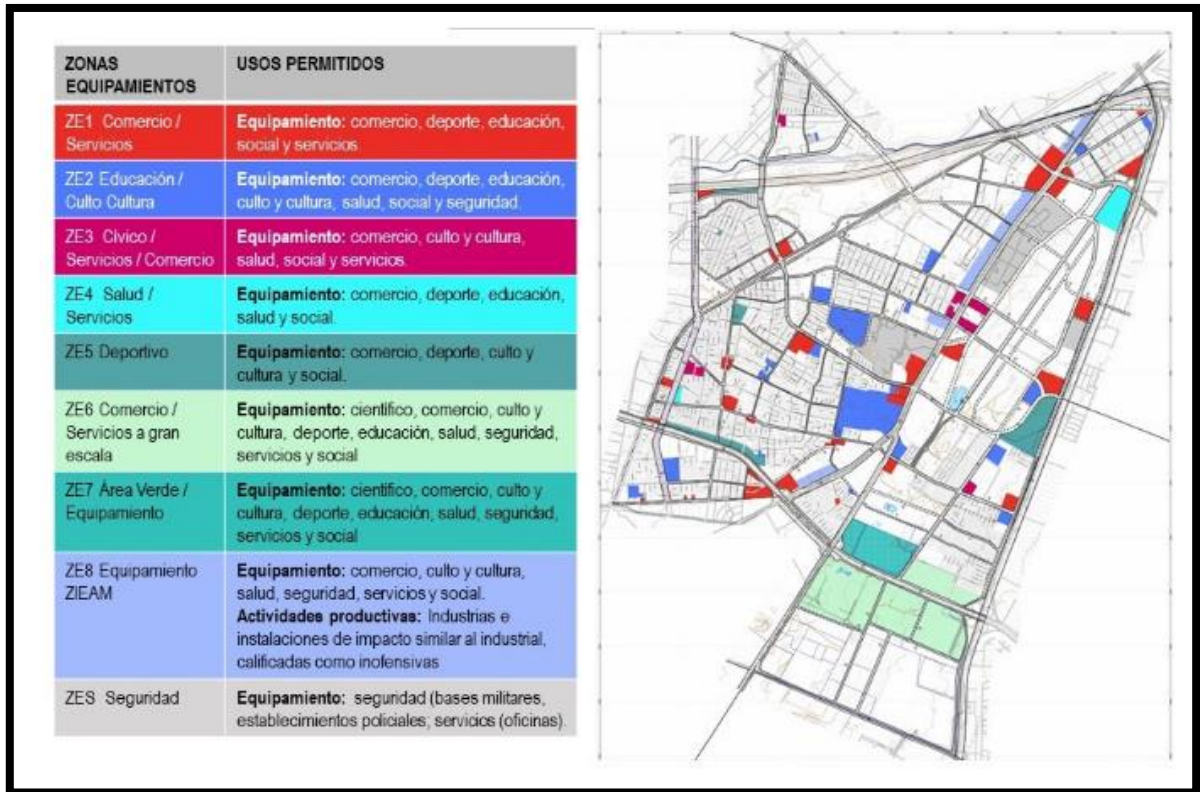 ZONAS
EQUIPAMIENTOS
USOS PERMITIDOS
ZE1 Comercio /
Servicios
Equipamiento: comercio, deporte, educación,
social y servicios
ZE2 Educación /
Culto Cultura
Equipamiento: comercio, deporte, educación,
culto y cultura, salud, social y seguridad.
ZE3 Cívico /
Servicios / Comercio
Equipamiento: comercio, culto y cultura,
salud, social y servicios.
ZE4 Salud /
Servicios
Equipamiento: comercio, deporte, educación,
salud y social.
ZE5 Deportivo
Equipamiento: comercio, deporte, culto y
cultura y social.
ZE6 Comercio /
Servicios a gran
escala
Equipamiento: científico, comercio, culto y
cultura, deporte, educación, salud, seguridad,
servicios y social
ZE7 Área Verde /
Equipamiento
Equipamiento: científico, comercio, culto y
cultura, deporte, educación, salud, seguridad,
servicios y social
ZE8 Equipamiento
ZIEAM
Equipamiento: comercio, culto y cultura,
salud, seguridad, servicios y social.
Actividades productivas: Industrias e
instalaciones de impacto similar al industrial,
calificadas como inofensivas
ZES Seguridad
Equipamiento: seguridad (bases militares,
establecimientos policiales; servicios (oficinas).